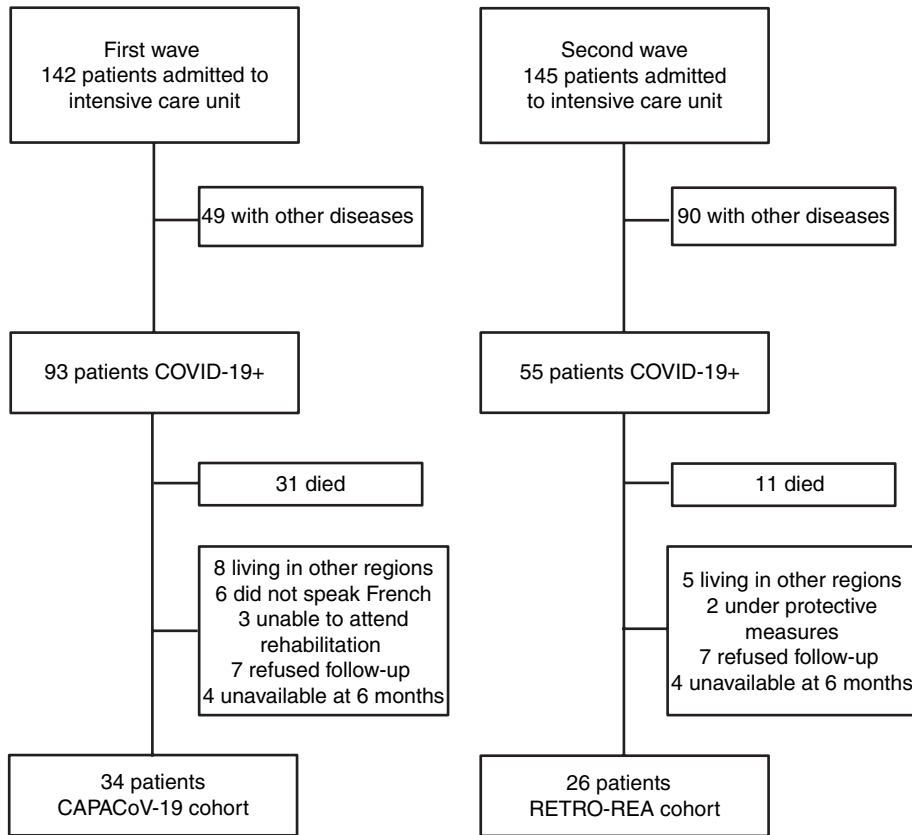 First wave
142 patients admitted to
intensive care unit
49 with other diseases
93 patients COVID-19+
31 died
8 living in other regions
6 did not speak French
3 unable to attend
rehabilitation
7 refused follow-up
4 unavailable at 6 months
34 patients
CAPACoV-19 cohort
Second wave
145 patients admitted
to intensive care unit
90 with other diseases
55 patients COVID-19+
11 died
5 living in other regions
2 under protective
measures
7 refused follow-up
4 unavailable at 6 months
26 patients
RETRO-REA cohort